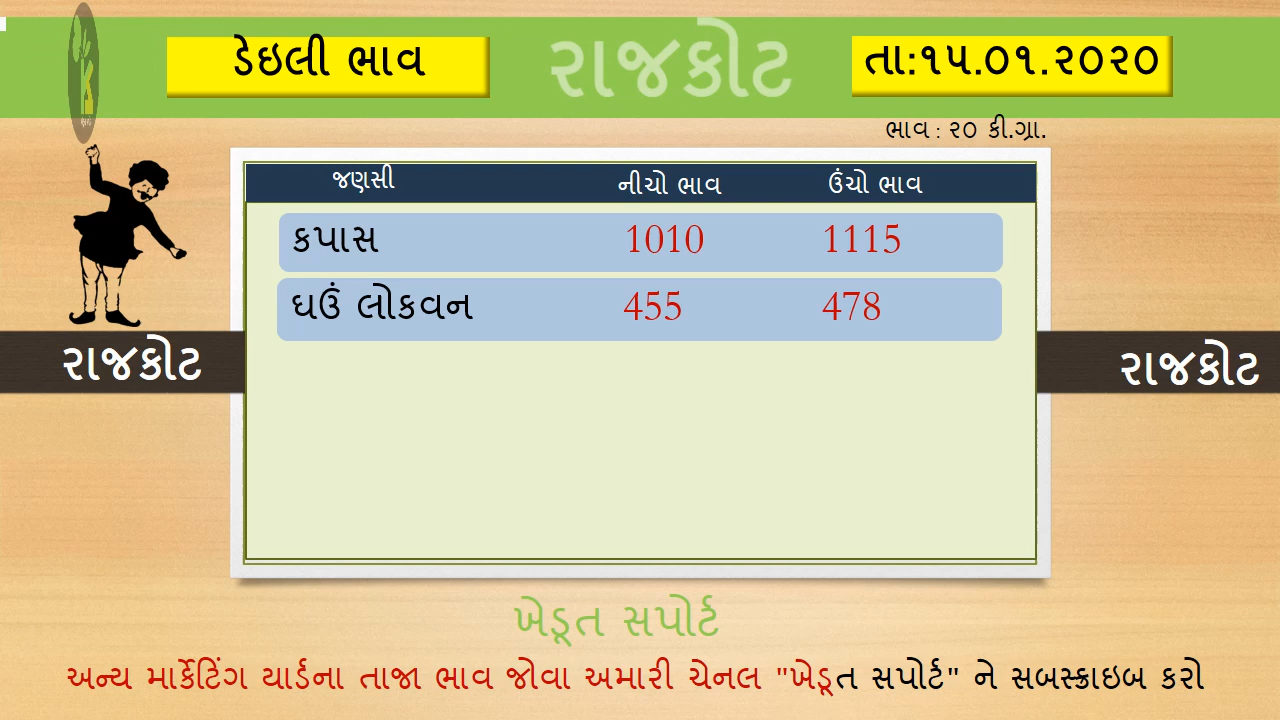 ડેઇલી ભાવ
રાજકોટ
તા:૧૫.૦૧.૨૦૨૦
ભાવ : ૨૦ કી.ગ્રા.
જણસી નીચો ભાવ ઉંચો ભાવ
કપાસ 1010 1115
ઘઉં લોકવન 455 478
રાજકોટ
રાજકોટ
ખેડૂત સપોર્ટ
અન્ય માર્કેટિંગ યાર્ડના તાજા ભાવ જોવા અમારી ચેનલ "ખેડૂત સપોર્ટ" ને સબસ્ક્રાઇબ કરો